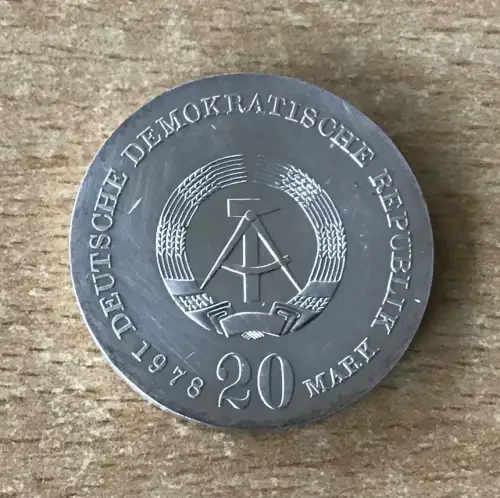 DEUTSCHE DEMOKRATISCHE REPUBLIK
1978 20 MARK